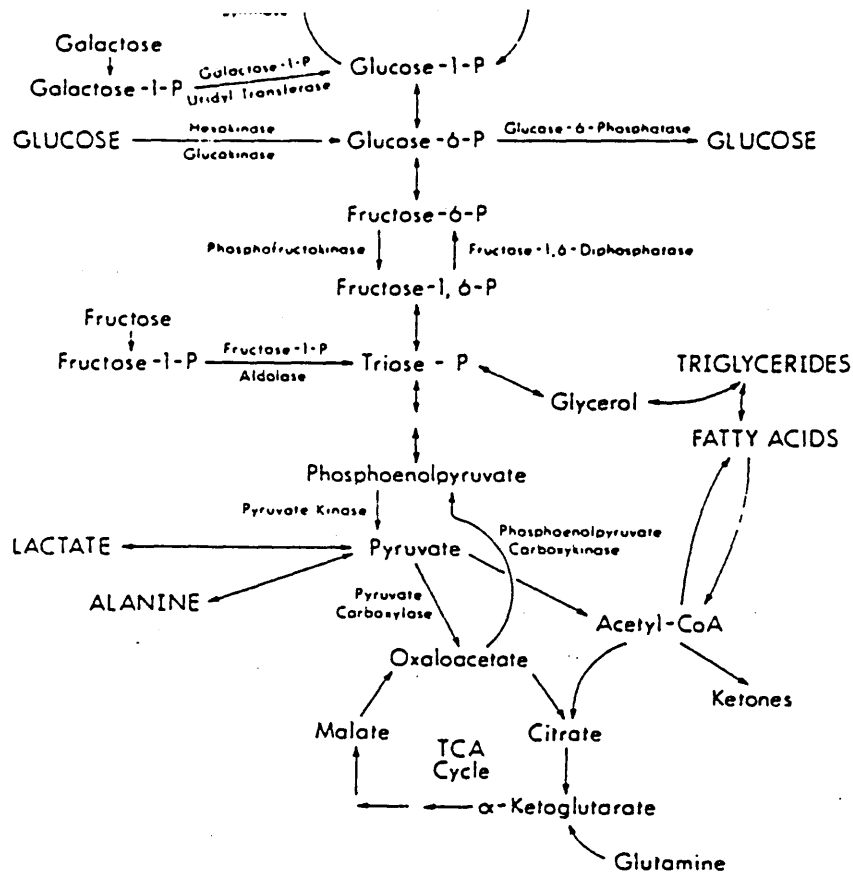 Galactose
Galactose-1-P
Galactose-1-P
Uridyl Transferase
Glucose-1-P
GLUCOSE
Hexokinase
Glucokinase
Glucose-6-P
Glucose-6-Phosphatase
GLUCOSE
Fructose-6-P
Phosphofructokinase
Fructose-1,6-Diphosphatase
Fructose-1,6-P
Fructose
Fructose-1-P
Fructose-1-P
Aldolase
Triose - P
Glycerol
TRIGLYCERIDES
FATTY ACIDS
Phosphoenolpyruvate
Pyruvate Kinase
Phosphoenolpyruvate
Carboxykinase
LACTATE
Pyruvate
ALANINE
Pyruvate
Carboxylase
Acetyl-CoA
Oxaloacetate
Ketones
Malate
Citrate
TCA
Cycle
α-Ketoglutarate
Glutamine